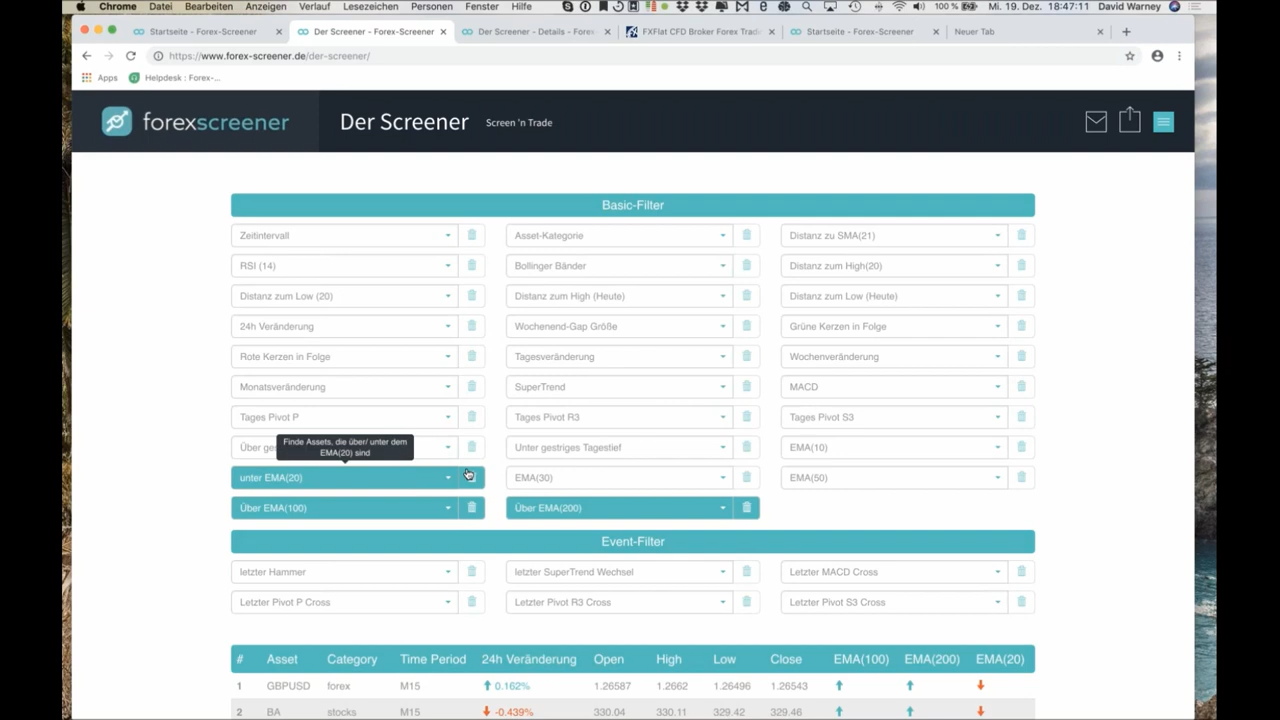 Chrome Datei Bearbeiten Anzeigen Verlauf Lesezeichen Personen Fenster Hilfe 100 % Mi. 19. Dez. 18:47:11 David Warney
Startseite - Forex-Screener Der Screener - Forex-Screener Der Screener - Details - Forex- FXFlat CFD Broker Forex Trad Startseite - Forex-Screener Neuer Tab
https://www.forex-screener.de/der-screener/
Apps Helpdesk : Forex-...
forexscreener Der Screener Screen 'n Trade
Basic-Filter
Zeitintervall Asset-Kategorie Distanz zu SMA(21)
RSI (14) Bollinger Bänder Distanz zum High(20)
Distanz zum Low (20) Distanz zum High (Heute) Distanz zum Low (Heute)
24h Veränderung Wochenend-Gap Größe Grüne Kerzen in Folge
Rote Kerzen in Folge Tagesveränderung Wochenveränderung
Monatsveränderung SuperTrend MACD
Tages Pivot P Tages Pivot R3 Tages Pivot S3
Über ges Unter gestriges Tagestief EMA(10)
Finde Assets, die über/ unter dem
EMA(20) sind
unter EMA(20) EMA(30) EMA(50)
Über EMA(100) Über EMA(200)
Event-Filter
letzter Hammer letzter SuperTrend Wechsel Letzter MACD Cross
Letzter Pivot P Cross Letzter Pivot R3 Cross Letzter Pivot S3 Cross
# Asset Category Time Period 24h Veränderung Open High Low Close EMA(100) EMA(200) EMA(20)
1 GBPUSD forex M15 0.162% 1.26587 1.2662 1.26496 1.26543
2 BA stocks M15 -0.439% 330.04 330.11 329.42 329.46